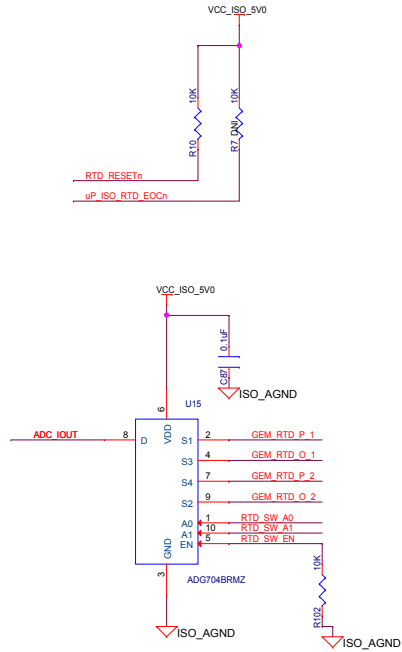 VCC_ISO_5V0
10K
10K
R10
R7_DNI
RTD_RESETn
uP_ISO_RTD_EOCn
VCC_ISO_5V0
0.1uF
C87
ISO_AGND
U15
6
VDD
ADC_IOUT
8
D
S1
2
GEM_RTD_P_1
S3
4
GEM_RTD_O_1
S4
7
GEM_RTD_P_2
S2
9
GEM_RTD_O_2
A0
1
RTD_SW_A0
A1
10
RTD_SW_A1
EN
5
RTD_SW_EN
GND
3
ADG704BRMZ
10K
R102
ISO_AGND
ISO_AGND